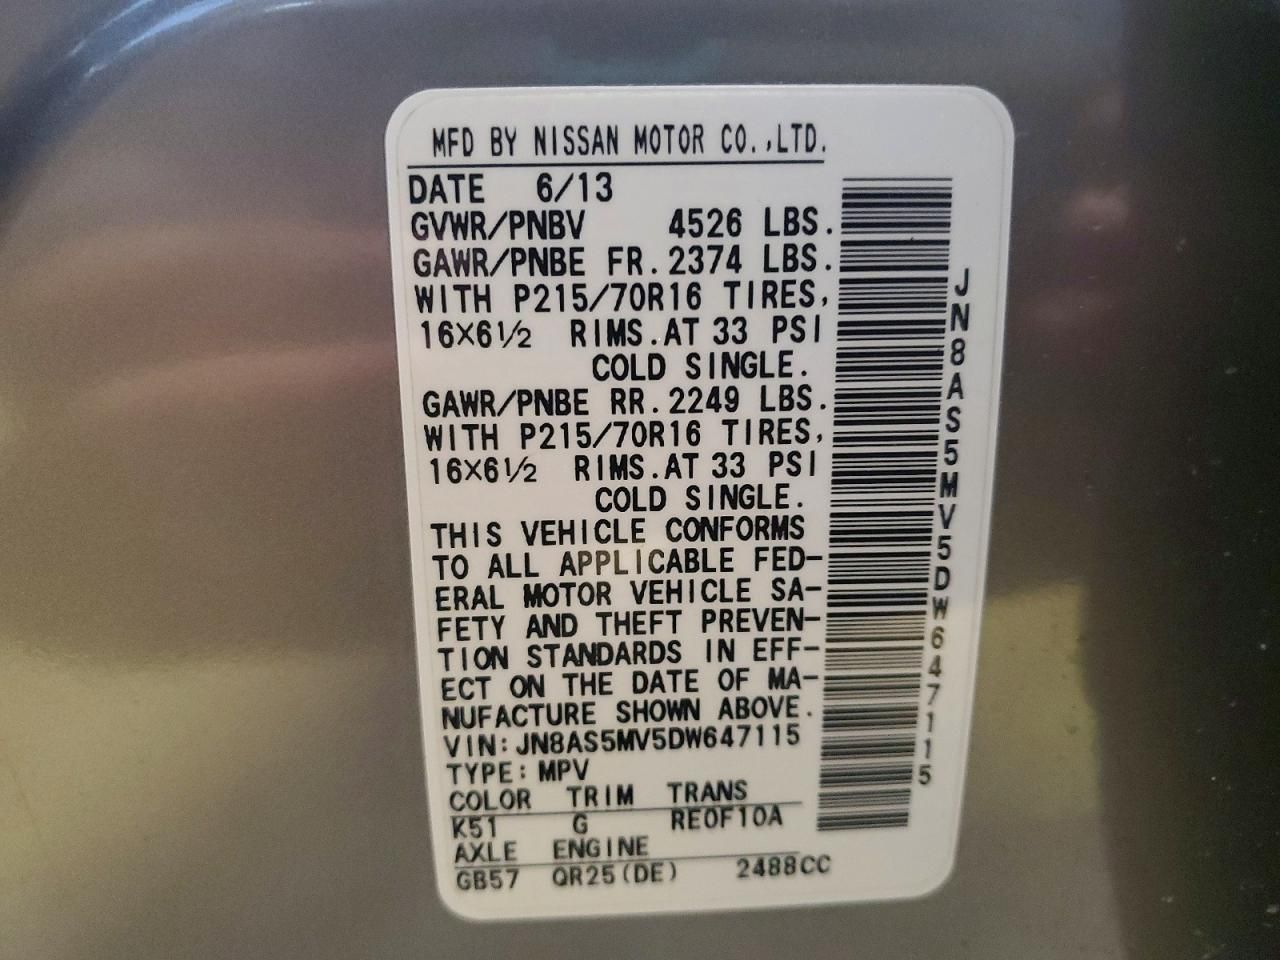 MFD BY NISSAN MOTOR CO.,LTD.
DATE 6/13
GVWR/PNBV 4526 LBS.
GAWR/PNBE FR. 2374 LBS.
WITH P215/70R16 TIRES,
16X6½ RIMS. AT 33 PSI
COLD SINGLE.
GAWR/PNBE RR. 2249 LBS.
WITH P215/70R16 TIRES,
16X6½ RIMS. AT 33 PSI
COLD SINGLE.
THIS VEHICLE CONFORMS
TO ALL APPLICABLE FED-
ERAL MOTOR VEHICLE SA-
FETY AND THEFT PREVEN-
TION STANDARDS IN EFF-
ECT ON THE DATE OF MA-
NUFACTURE SHOWN ABOVE.
VIN: JN8AS5MV5DW647115
TYPE: MPV
COLOR TRIM TRANS
K51 G RE0F10A
AXLE ENGINE
GB57 QR25(DE) 2488CC
JN8AS5MV5DW647115